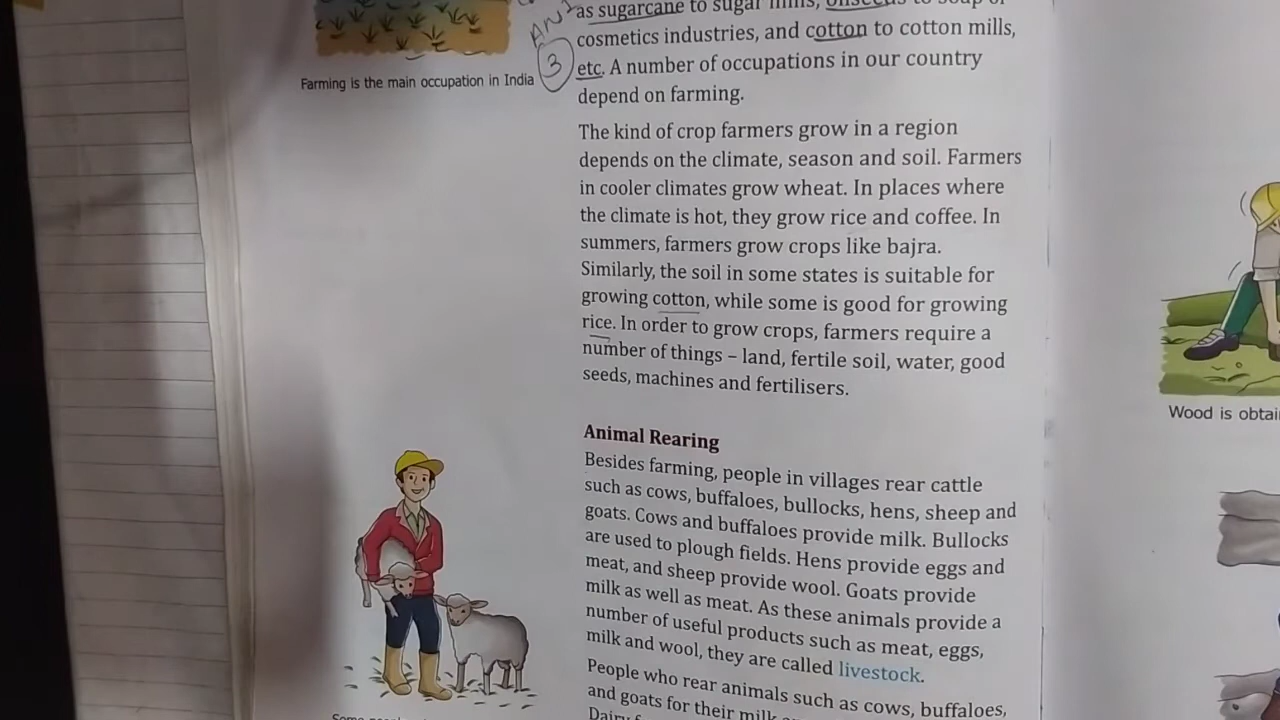 as sugarcane to sugar mills, oilseeds to soap or
cosmetics industries, and cotton to cotton mills,
etc. A number of occupations in our country
depend on farming.
ANS
3
Farming is the main occupation in India
The kind of crop farmers grow in a region
depends on the climate, season and soil. Farmers
in cooler climates grow wheat. In places where
the climate is hot, they grow rice and coffee. In
summers, farmers grow crops like bajra.
Similarly, the soil in some states is suitable for
growing cotton, while some is good for growing
rice. In order to grow crops, farmers require a
number of things – land, fertile soil, water, good
seeds, machines and fertilisers.
Animal Rearing
Besides farming, people in villages rear cattle
such as cows, buffaloes, bullocks, hens, sheep and
goats. Cows and buffaloes provide milk. Bullocks
are used to plough fields. Hens provide eggs and
meat, and sheep provide wool. Goats provide
milk as well as meat. As these animals provide a
number of useful products such as meat, eggs,
milk and wool, they are called livestock.
People who rear animals such as cows, buffaloes,
and goats for their milk
Dairy
Some
Wood is obtai